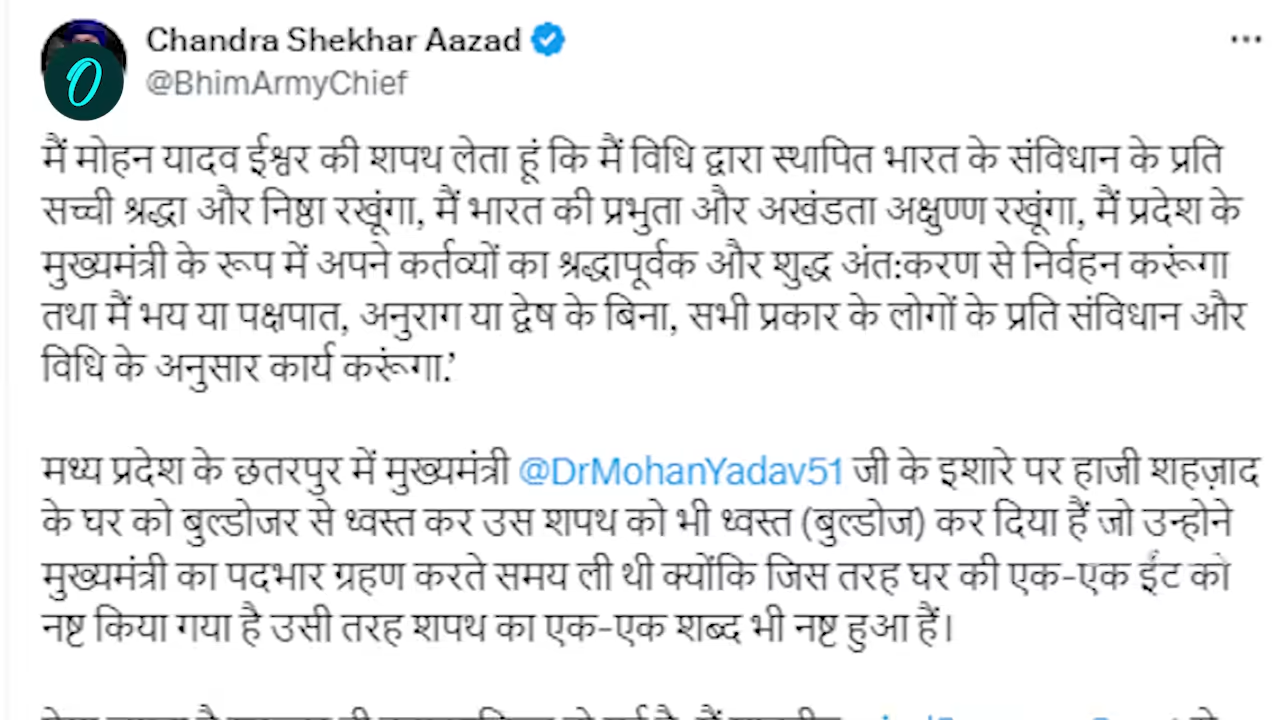 Chandra Shekhar Aazad
@BhimArmyChief
मैं मोहन यादव ईश्वर की शपथ लेता हूं कि मैं विधि द्वारा स्थापित भारत के संविधान के प्रति
सच्ची श्रद्धा और निष्ठा रखूंगा, मैं भारत की प्रभुता और अखंडता अक्षुण्ण रखूंगा, मैं प्रदेश के
मुख्यमंत्री के रूप में अपने कर्तव्यों का श्रद्धापूर्वक और शुद्ध अंत:करण से निर्वहन करूंगा
तथा मैं भय या पक्षपात, अनुराग या द्वेष के बिना, सभी प्रकार के लोगों के प्रति संविधान और
विधि के अनुसार कार्य करूंगा.’
मध्य प्रदेश के छतरपुर में मुख्यमंत्री @DrMohanYadav51 जी के इशारे पर हाजी शहज़ाद
के घर को बुल्डोजर से ध्वस्त कर उस शपथ को भी ध्वस्त (बुल्डोज) कर दिया हैं जो उन्होने
मुख्यमंत्री का पदभार ग्रहण करते समय ली थी क्योंकि जिस तरह घर की एक-एक ईंट को
नष्ट किया गया है उसी तरह शपथ का एक-एक शब्द भी नष्ट हुआ हैं।